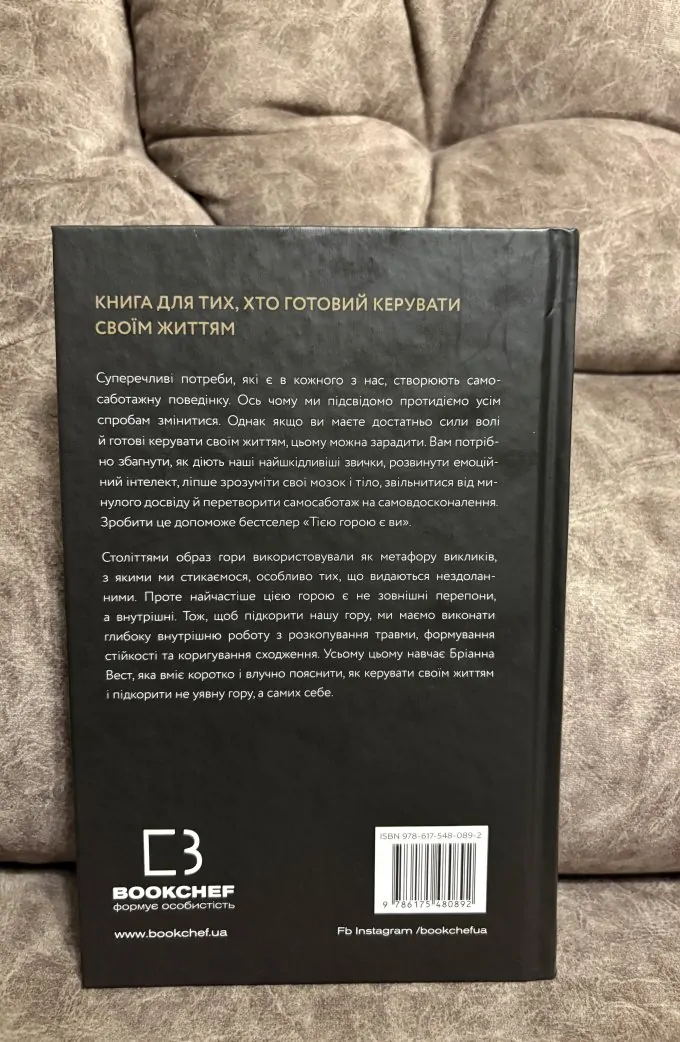 КНИГА ДЛЯ ТИХ, ХТО ГОТОВИЙ КЕРУВАТИ
СВОЇМ ЖИТТЯМ
Суперечливі потреби, які є в кожного з нас, створюють само-
саботажну поведінку. Ось чому ми підсвідомо протидіємо усім
спробам змінитися. Однак якщо ви маєте достатньо сили волі
й готові керувати своїм життям, цьому можна зарадити. Вам потріб-
но збагнути, як діють наші найшкідливіші звички, розвинути емоцій-
ний інтелект, ліпше зрозуміти свої мозок і тіло, звільнитися від ми-
нулого досвіду й перетворити самосаботаж на самовдосконалення.
Зробити це допоможе бестселер «Тією горою є ви».
Століттями образ гори використовували як метафору викликів,
з якими ми стикаємося, особливо тих, що видаються нездолан-
ними. Проте найчастіше цією горою є не зовнішні перепони,
а внутрішні. Тож, щоб підкорити нашу гору, ми маємо виконати
глибоку внутрішню роботу з розкопування травми, формування
стійкості та коригування сходження. Усьому цьому навчає Бріанна
Вест, яка вміє коротко і влучно пояснити, як керувати своїм життям
і підкорити не уявну гору, а самих себе.
BOOKCHEF
формує особистість
www.bookchef.ua
ISBN 978-617-548-089-2
9 786175 480892
Fb Instagram /bookchefua